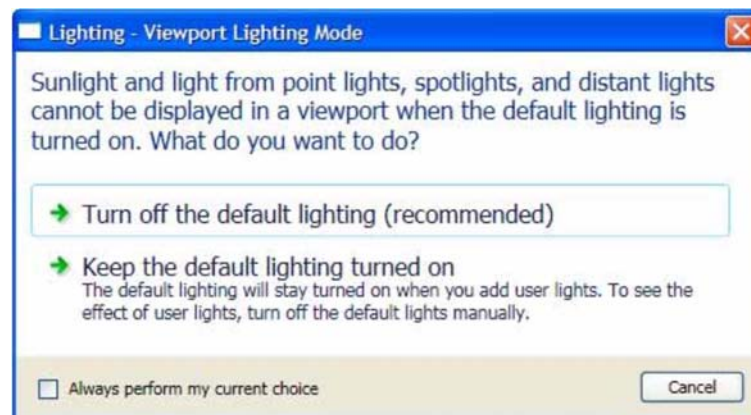 Lighting - Viewport Lighting Mode
Sunlight and light from point lights, spotlights, and distant lights
cannot be displayed in a viewport when the default lighting is
turned on. What do you want to do?
Turn off the default lighting (recommended)
Keep the default lighting turned on
The default lighting will stay turned on when you add user lights. To see the
effect of user lights, turn off the default lights manually.
Always perform my current choice
Cancel